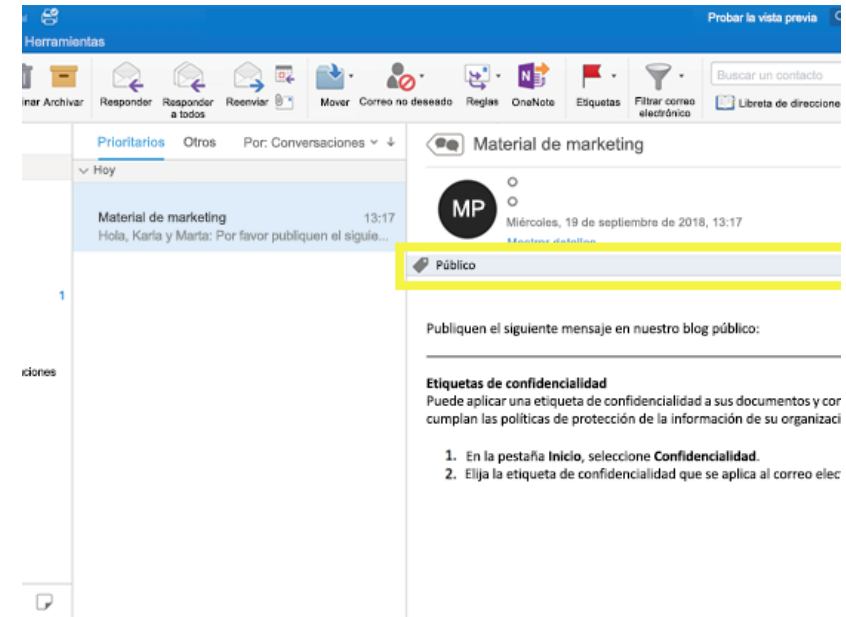 Probar la vista previa
Herramientas
Archivar
Responder
Responder
a todos
Reenviar
Mover
Correo no deseado
Reglas
OneNote
Etiquetas
Filtrar correo
electrónico
Buscar un contacto
Libreta de direccione
Prioritarios Otros Por: Conversaciones
Hoy
Material de marketing 13:17
Hola, Karla y Marta: Por favor publiquen el siguie...
1
ciones
Material de marketing
MP
Miércoles, 19 de septiembre de 2018, 13:17
Mostrar detalles
Público
Publiquen el siguiente mensaje en nuestro blog público:
Etiquetas de confidencialidad
Puede aplicar una etiqueta de confidencialidad a sus documentos y cor
cumplan las políticas de protección de la información de su organizaci
1. En la pestaña Inicio, seleccione Confidencialidad.
2. Elija la etiqueta de confidencialidad que se aplica al correo elec